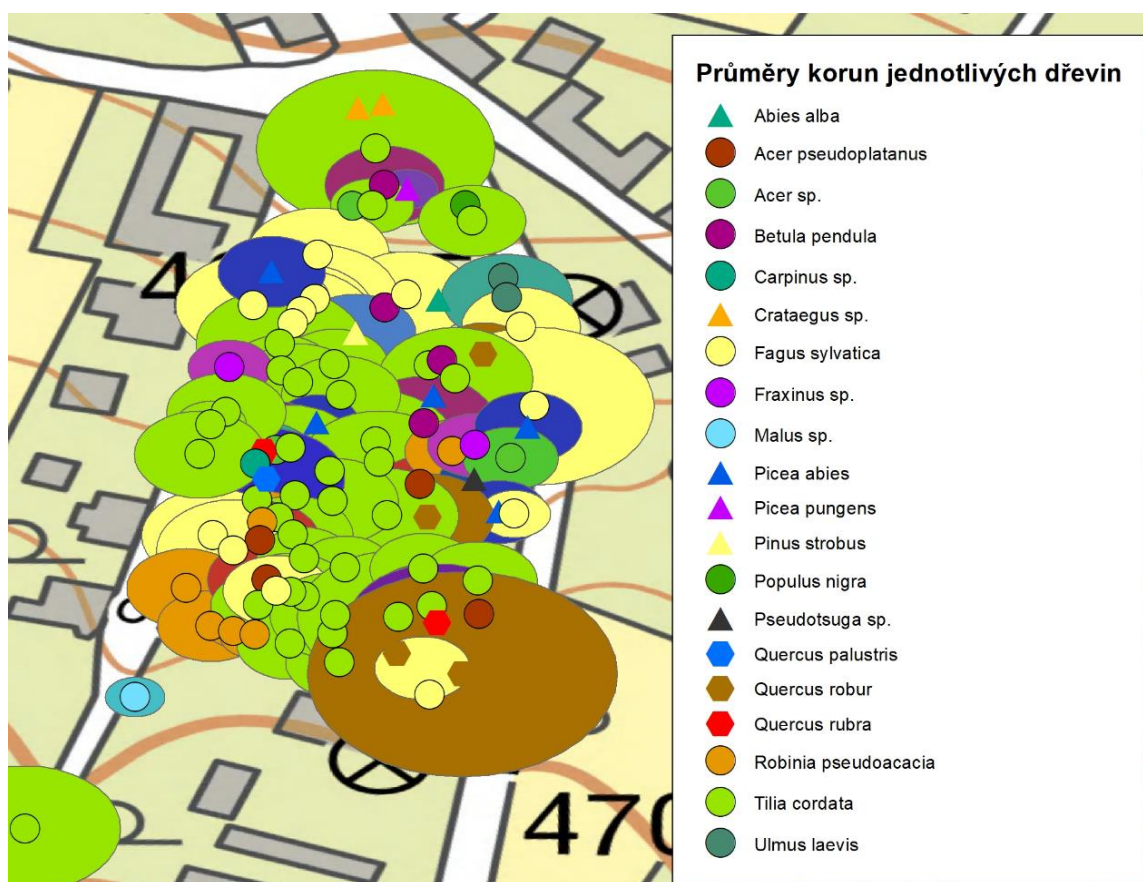 Průměry korun jednotlivých dřevin
Abies alba
Acer pseudoplatanus
Acer sp.
Betula pendula
Carpinus sp.
Crataegus sp.
Fagus sylvatica
Fraxinus sp.
Malus sp.
Picea abies
Picea pungens
Pinus strobus
Populus nigra
Pseudotsuga sp.
Quercus palustris
Quercus robur
Quercus rubra
Robinia pseudoacacia
Tilia cordata
Ulmus laevis
470